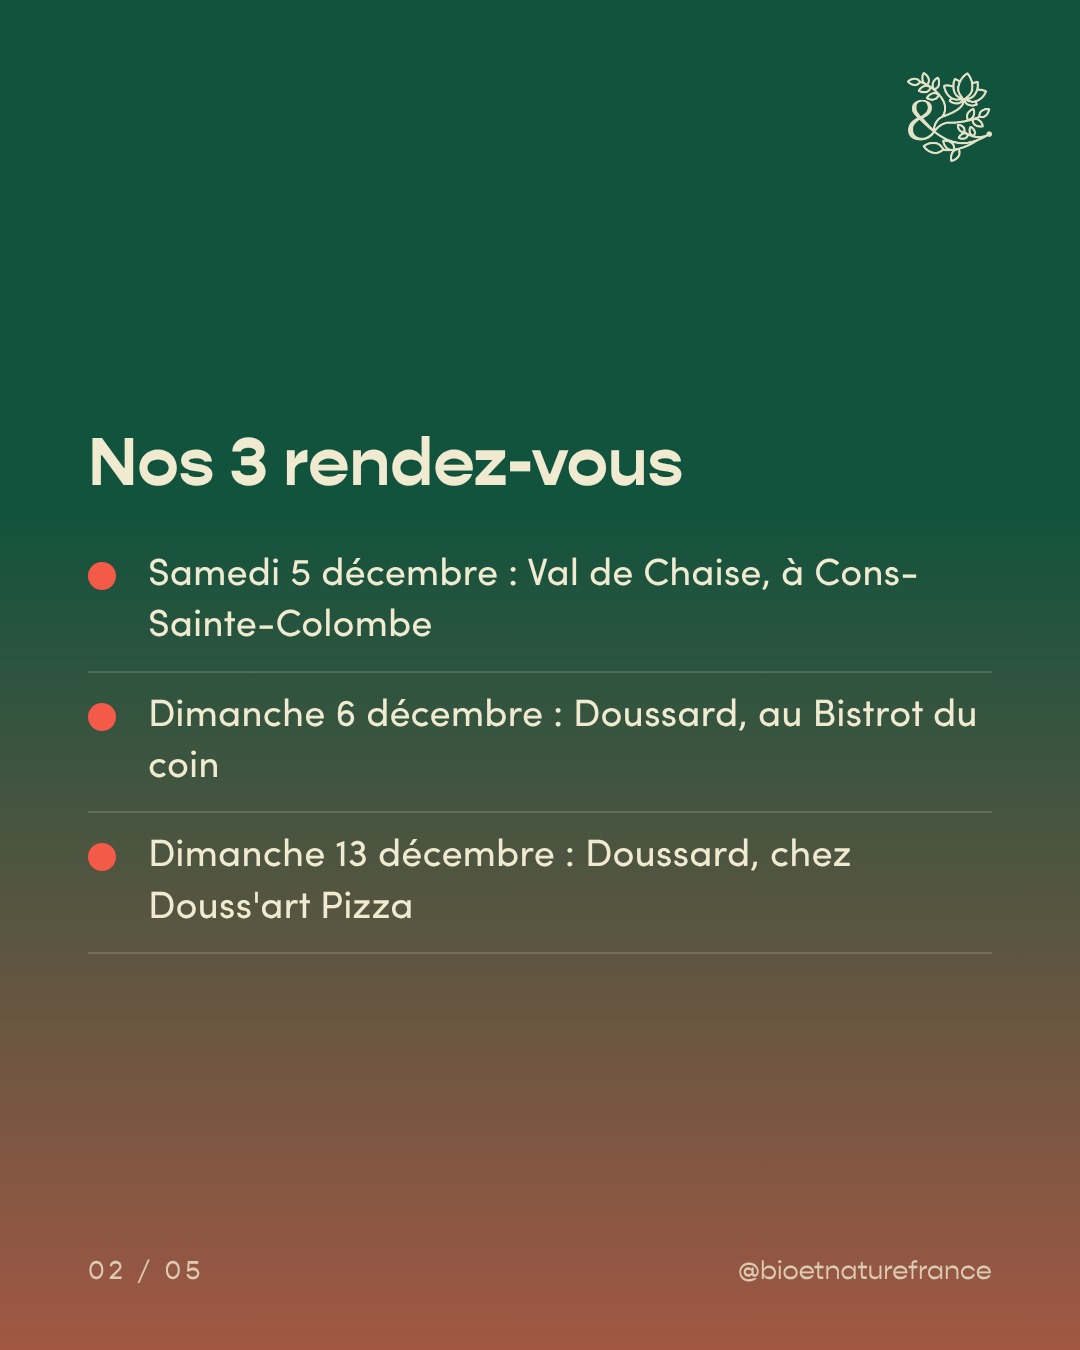 &
Nos 3 rendez-vous
Samedi 5 décembre : Val de Chaise, à Cons-
Sainte-Colombe
Dimanche 6 décembre : Doussard, au Bistrot du
coin
Dimanche 13 décembre : Doussard, chez
Douss'art Pizza
02 / 05
@bioetnaturefrance